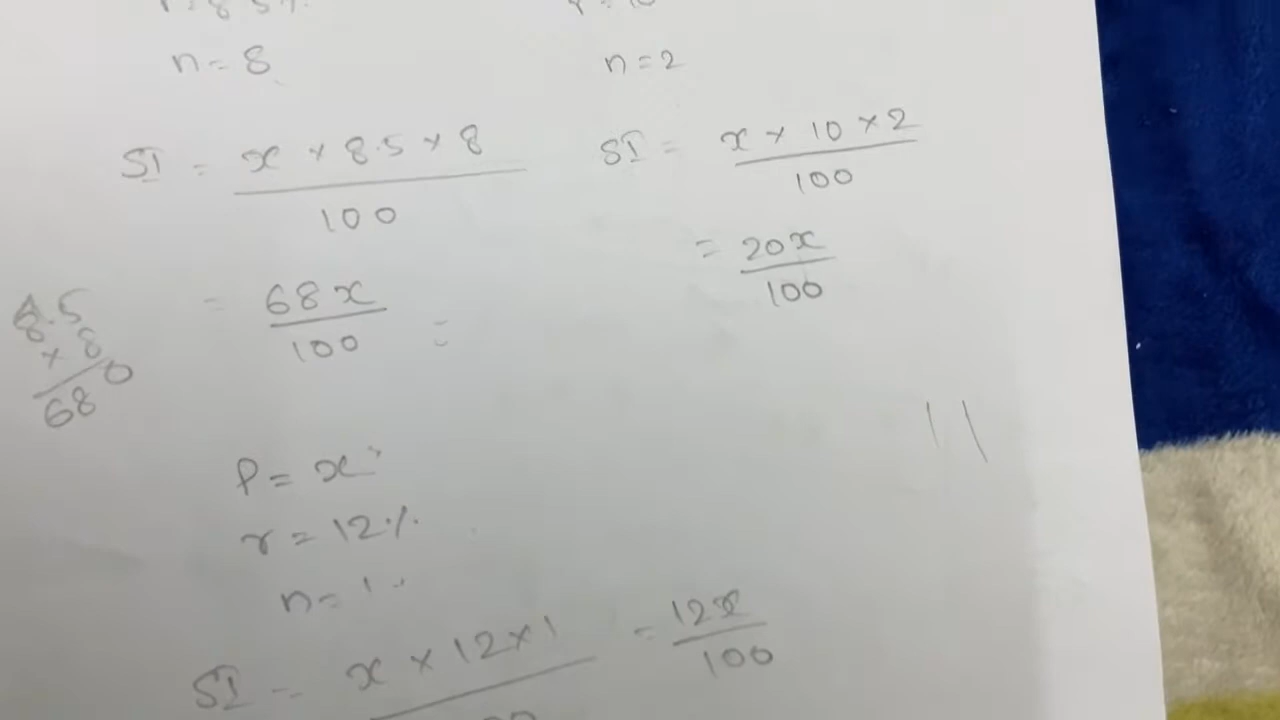 n = 8
n = 2
SI = x × 8.5 × 8
100
SI = x × 10 × 2
100
= 68x
100 =
= 20x
100
8.5
× 8
680
P = x
r = 12%
n = 1
SI = x × 12 × 1
= 12x
100